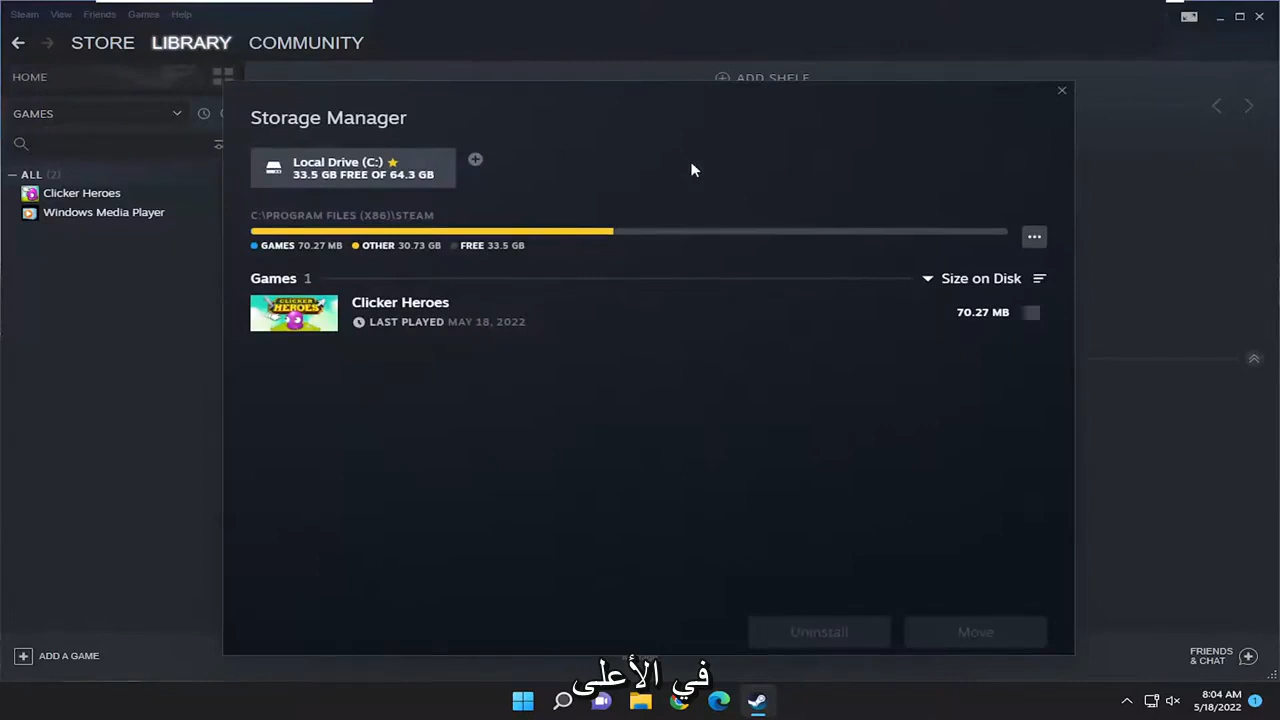 Steam View Friends Games Help
STORE LIBRARY COMMUNITY
HOME
ADD SHELF
GAMES
Storage Manager
Local Drive (C:)
33.5 GB FREE OF 64.3 GB
ALL (2)
Clicker Heroes
Windows Media Player
C:\PROGRAM FILES (X86)\STEAM
GAMES 70.27 MB OTHER 30.73 GB FREE 33.5 GB
Games 1 Size on Disk
CLICKER HEROES
Clicker Heroes
LAST PLAYED MAY 18, 2022
70.27 MB
Uninstall Move
ADD A GAME
FRIENDS
& CHAT
في الأعلى
8:04 AM
5/18/2022
1